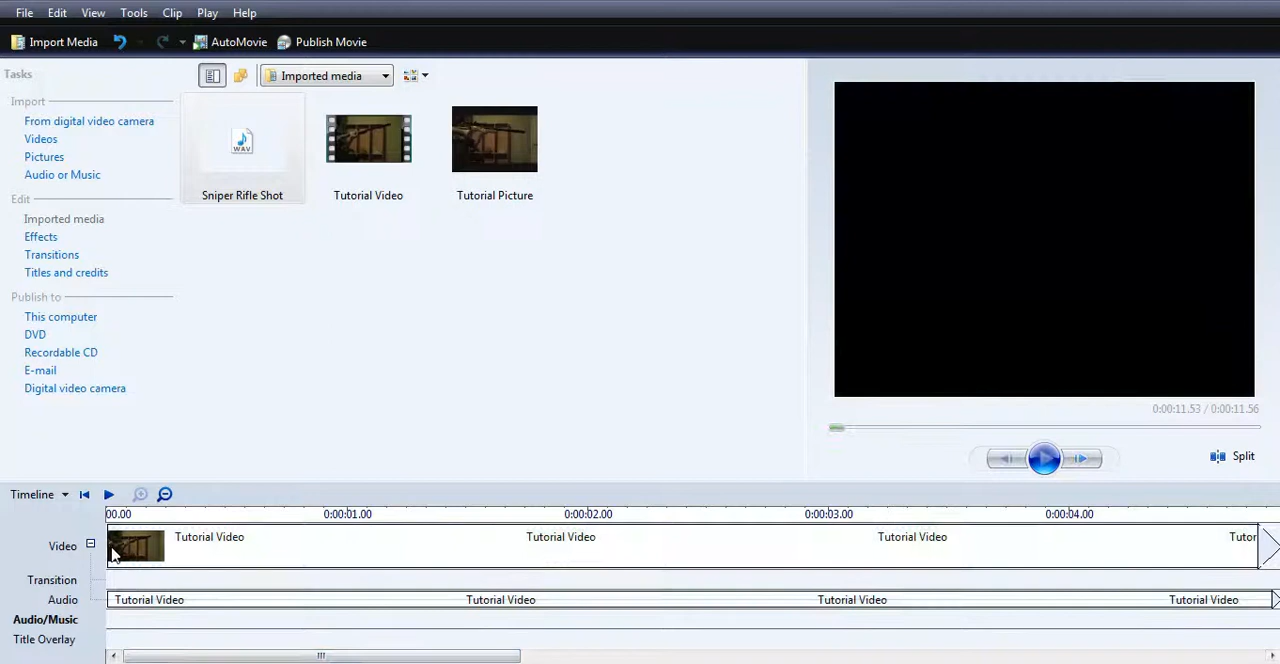 File Edit View Tools Clip Play Help
Import Media AutoMovie Publish Movie
Tasks
Imported media
Import
From digital video camera
Videos
Pictures
Audio or Music
Edit
Imported media
Effects
Transitions
Titles and credits
Publish to
This computer
DVD
Recordable CD
E-mail
Digital video camera
WAV
Sniper Rifle Shot Tutorial Video Tutorial Picture
0:00:11.53 / 0:00:11.56
Split
Timeline
00.00 0:00:01.00 0:00:02.00 0:00:03.00 0:00:04.00
Video Tutorial Video Tutorial Video Tutorial Video Tutor
Transition
Audio Tutorial Video Tutorial Video Tutorial Video Tutorial Video
Audio/Music
Title Overlay